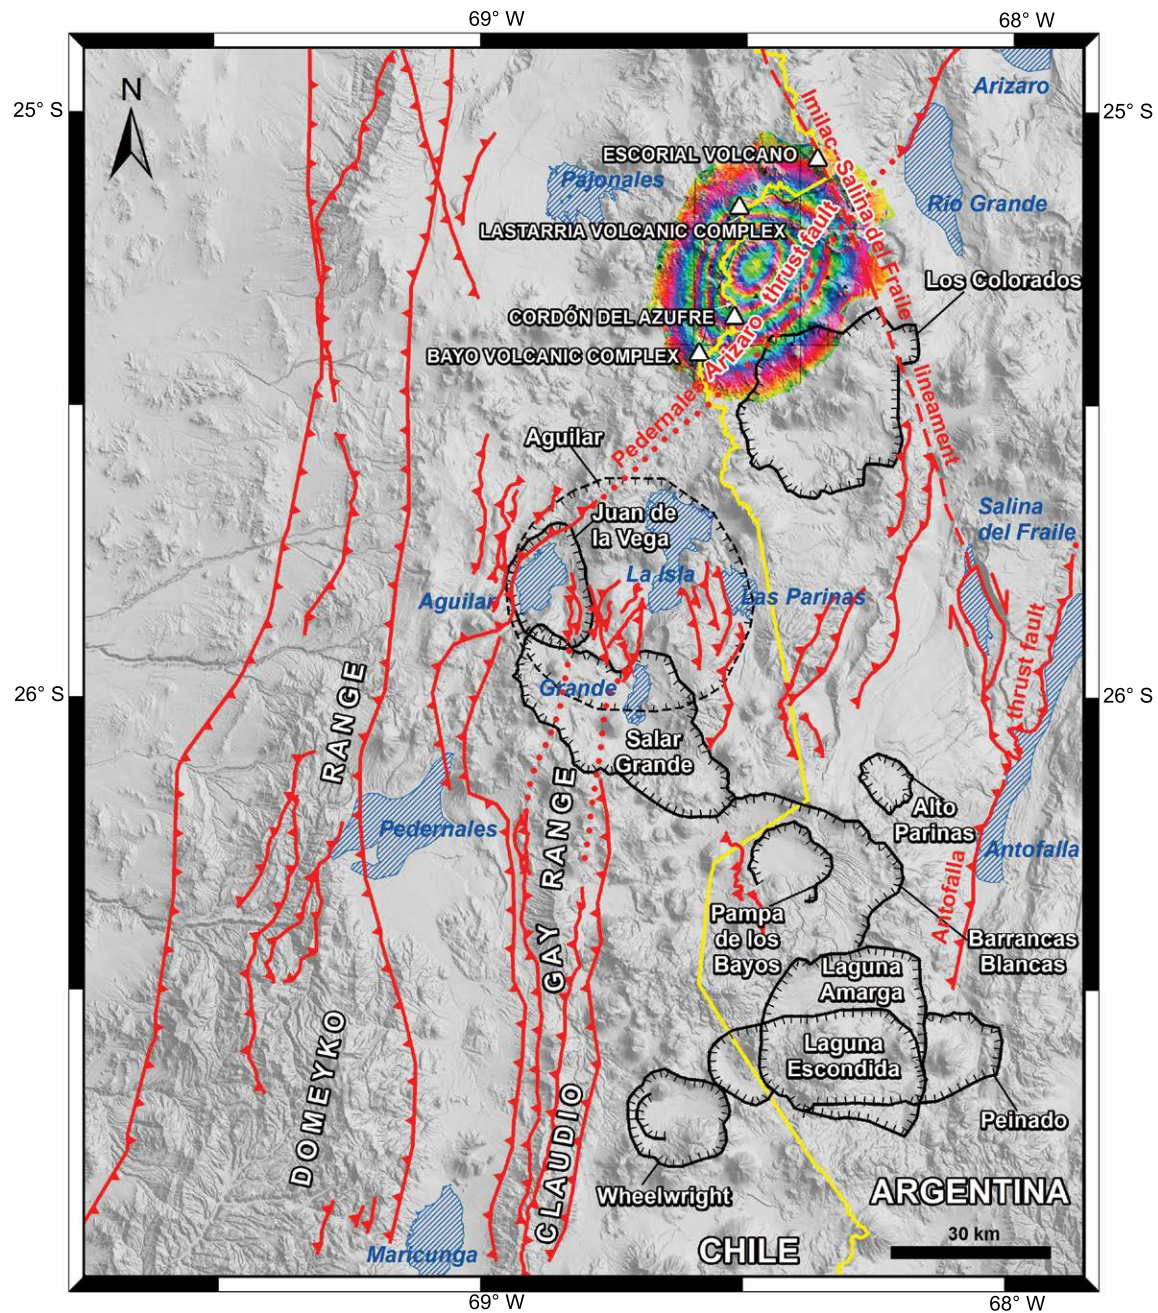 69° W
68° W
25° S
25° S
N
Arizaro
Imilac- Salina del Fraile
lineament
ESCORIAL VOLCANO
Pajonales
Rio Grande
LASTARRIA VOLCANIC COMPLEX
Los Colorados
CORDÓN DEL AZUFRE
BAYO VOLCANIC COMPLEX
Pedernales Arizaro thrust fault
Aguilar
Juan de
la Vega
Salina
del Fraile
La Isla
Aguilar
Las Parinas
26° S
26° S
Grande
Salar
Grande
Antofalla thrust fault
Alto
Parinas
Pedernales
Antofalla
Pampa
de los
Bayos
Barrancas
Blancas
Laguna
Amarga
Laguna
Escondida
Peinado
DOMEYKO RANGE
CLAUDIO GAY RANGE
Wheelwright
ARGENTINA
30 km
Maricunga
CHILE
69° W
68° W